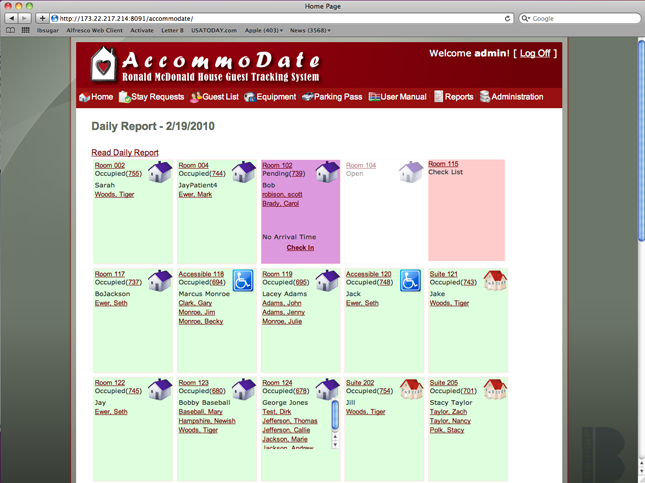 Home Page
http://173.22.217.214:8091/accommodate/
Google
Ibsugar Alfresco Web Client Activate Letter B USATODAY.com Apple (403) News (3568)
AccommoDate
Ronald McDonald House Guest Tracking System
Welcome admin! [ Log Off ]
Home Stay Requests Guest List Equipment Parking Pass User Manual Reports Administration
Daily Report - 2/19/2010
Read Daily Report
Room 002
Occupied(755)
Sarah
Woods, Tiger
Room 004
Occupied(744)
JayPatient4
Ewer, Mark
Room 102
Pending(739)
Bob
robison, scott
Brady, Carol
No Arrival Time
Check In
Room 104
Open
Room 115
Check List
Room 117
Occupied(737)
BoJackson
Ewer, Seth
Accessible 118
Occupied(694)
Marcus Monroe
Clark, Gary
Monroe, Jim
Monroe, Becky
Room 119
Occupied(695)
Lacey Adams
Adams, John
Adams, Jenny
Monroe, Julie
Accessible 120
Occupied(748)
Jack
Ewer, Seth
Suite 121
Occupied(743)
Jake
Woods, Tiger
Room 122
Occupied(745)
Jay
Ewer, Seth
Room 123
Occupied(680)
Bobby Baseball
Baseball, Mary
Hampshire, Newish
Woods, Tiger
Room 124
Occupied(678)
George Jones
Test, Dirk
Jefferson, Thomas
Jefferson, Callie
Jackson, Marie
Jackson, Andrew
Suite 202
Occupied(754)
Jill
Woods, Tiger
Suite 205
Occupied(701)
Stacy Taylor
Taylor, Zach
Taylor, Nancy
Polk, Stacy
B